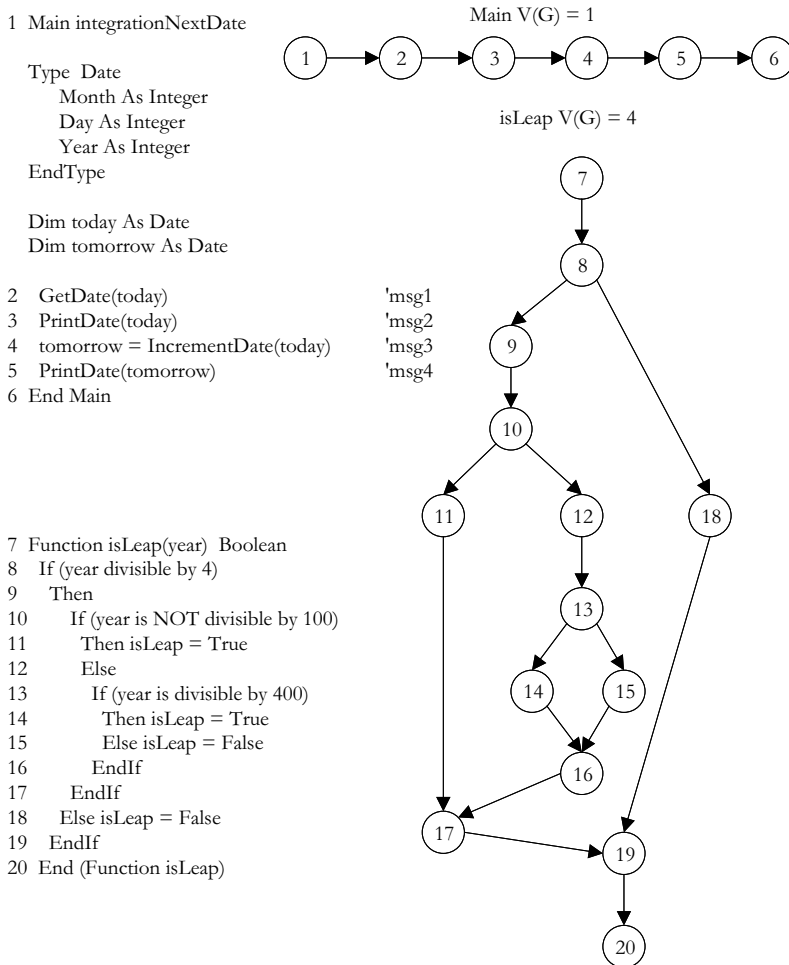 1 Main integrationNextDate
Type Date
Month As Integer
Day As Integer
Year As Integer
EndType
Dim today As Date
Dim tomorrow As Date
2 GetDate(today) 'msg1
3 PrintDate(today) 'msg2
4 tomorrow = IncrementDate(today) 'msg3
5 PrintDate(tomorrow) 'msg4
6 End Main
7 Function isLeap(year) Boolean
8 If (year divisible by 4)
9 Then
10 If (year is NOT divisible by 100)
11 Then isLeap = True
12 Else
13 If (year is divisible by 400)
14 Then isLeap = True
15 Else isLeap = False
16 EndIf
17 EndIf
18 Else isLeap = False
19 EndIf
20 End (Function isLeap)
Main V(G) = 1
1 2 3 4 5 6
isLeap V(G) = 4
7
8
9
10
11 12 18
13
14 15
16
17
19
20